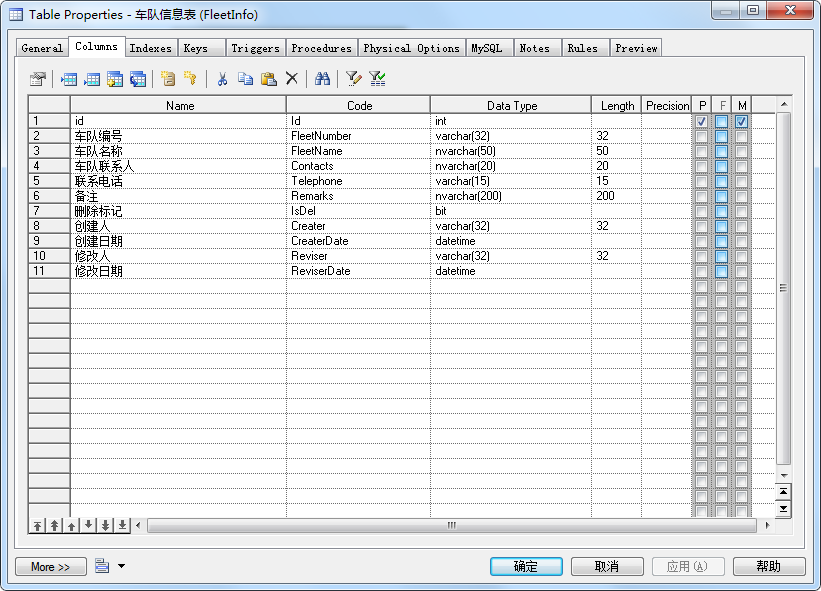 Table Properties - 车队信息表 (FleetInfo)
General Columns Indexes Keys Triggers Procedures Physical Options MySQL Notes Rules Preview
Name Code Data Type Length Precision P F M
1 id Id int
2 车队编号 FleetNumber varchar(32) 32
3 车队名称 FleetName nvarchar(50) 50
4 车队联系人 Contacts nvarchar(20) 20
5 联系电话 Telephone varchar(15) 15
6 备注 Remarks nvarchar(200) 200
7 删除标记 IsDel bit
8 创建人 Creater varchar(32) 32
9 创建日期 CreaterDate datetime
10 修改人 Reviser varchar(32) 32
11 修改日期 ReviserDate datetime
More >> 确定 取消 应用(A) 帮助